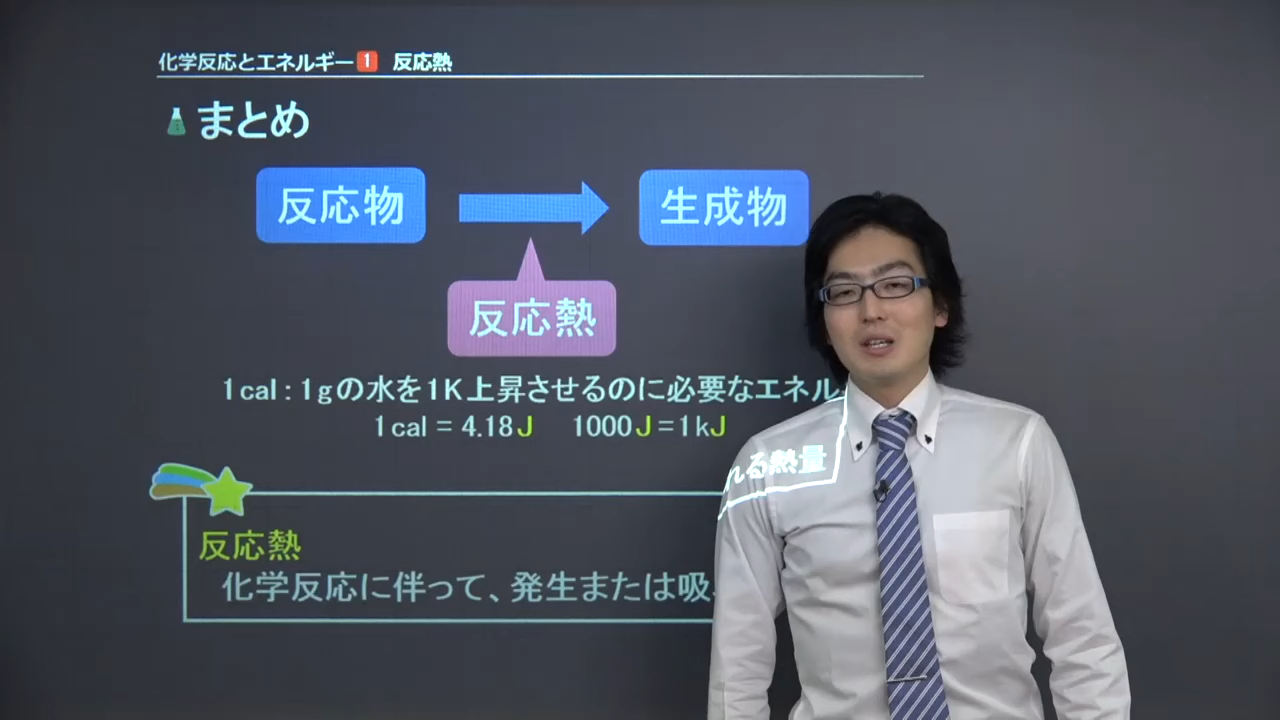 化学反応とエネルギー1 反応熱
まとめ
反応物
生成物
反応熱
1cal : 1gの水を1K上昇させるのに必要なエネル
1cal = 4.18J 1000J=1kJ
れる熱量
反応熱
化学反応に伴って、発生または吸